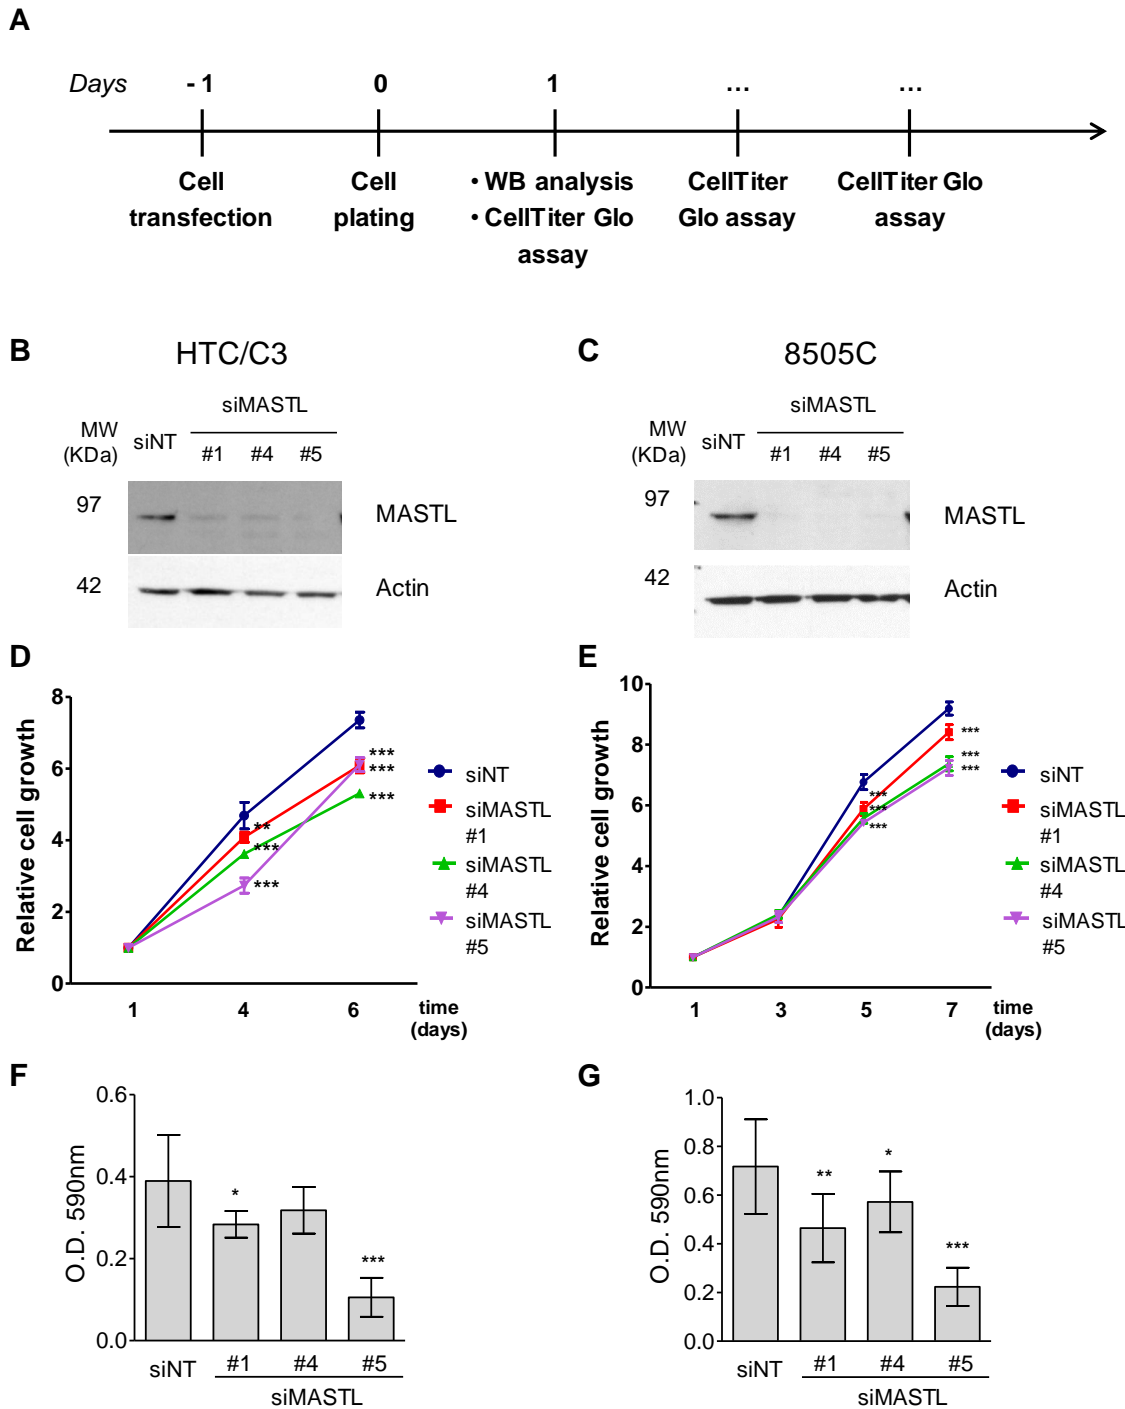 A
Days - 1 0 1 ... ...
Cell transfection
Cell plating
• WB analysis
• CellTiter Glo assay
CellTiter Glo assay
CellTiter Glo assay
B HTC/C3
siMASTL
MW (KDa) siNT #1 #4 #5
97 MASTL
42 Actin
C 8505C
siMASTL
MW (KDa) siNT #1 #4 #5
97 MASTL
42 Actin
D
Relative cell growth
8
6
4
2
0
1 4 6 time (days)
**
***
***
***
***
***
siNT
siMASTL #1
siMASTL #4
siMASTL #5
E
Relative cell growth
10
8
6
4
2
0
1 3 5 7 time (days)
***
***
***
***
***
***
siNT
siMASTL #1
siMASTL #4
siMASTL #5
F
O.D. 590nm
0.6
0.4
0.2
0.0
*
***
siNT #1 #4 #5
siMASTL
G
O.D. 590nm
1.0
0.8
0.6
0.4
0.2
0.0
**
*
***
siNT #1 #4 #5
siMASTL